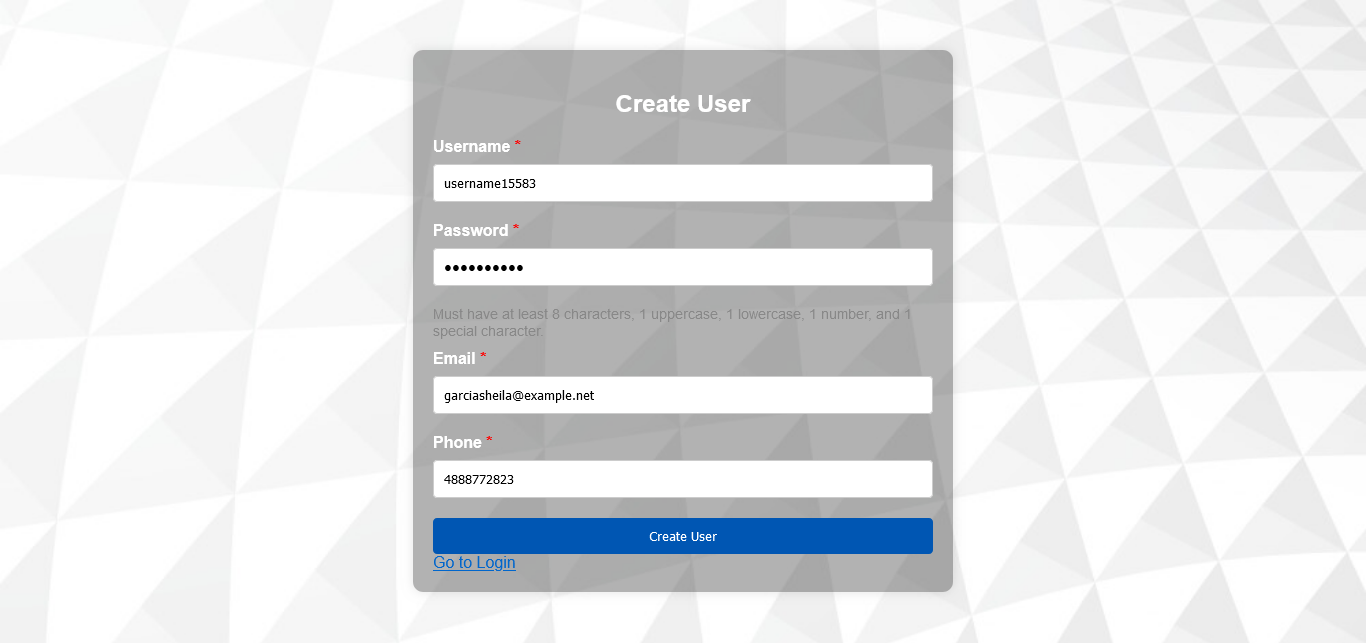 Create User
Username *
username15583
Password *
●●●●●●●●●●
Must have at least 8 characters, 1 uppercase, 1 lowercase, 1 number, and 1
special character.
Email *
garciasheila@example.net
Phone *
4888772823
Create User
Go to Login